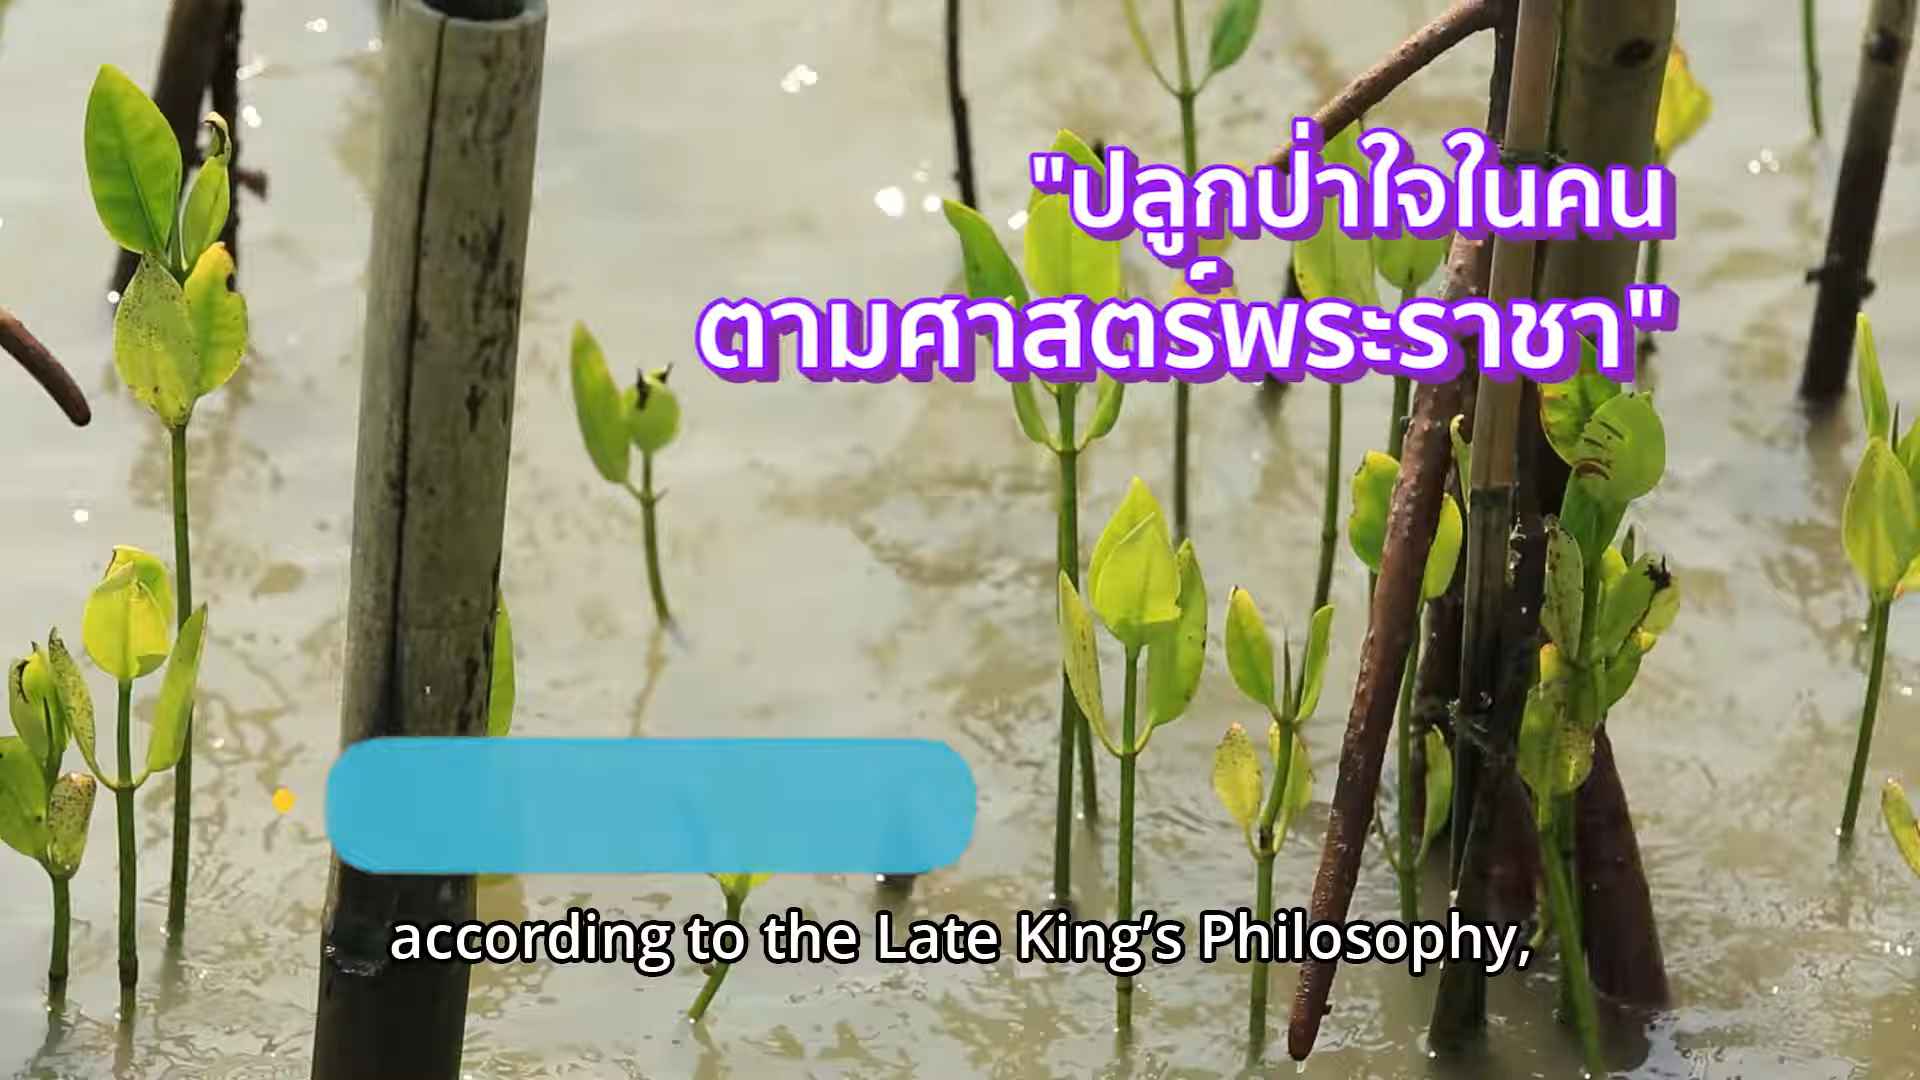 "ปลูกป่าใจในคน
ตามศาสตร์พระราชา"
according to the Late King’s Philosophy,